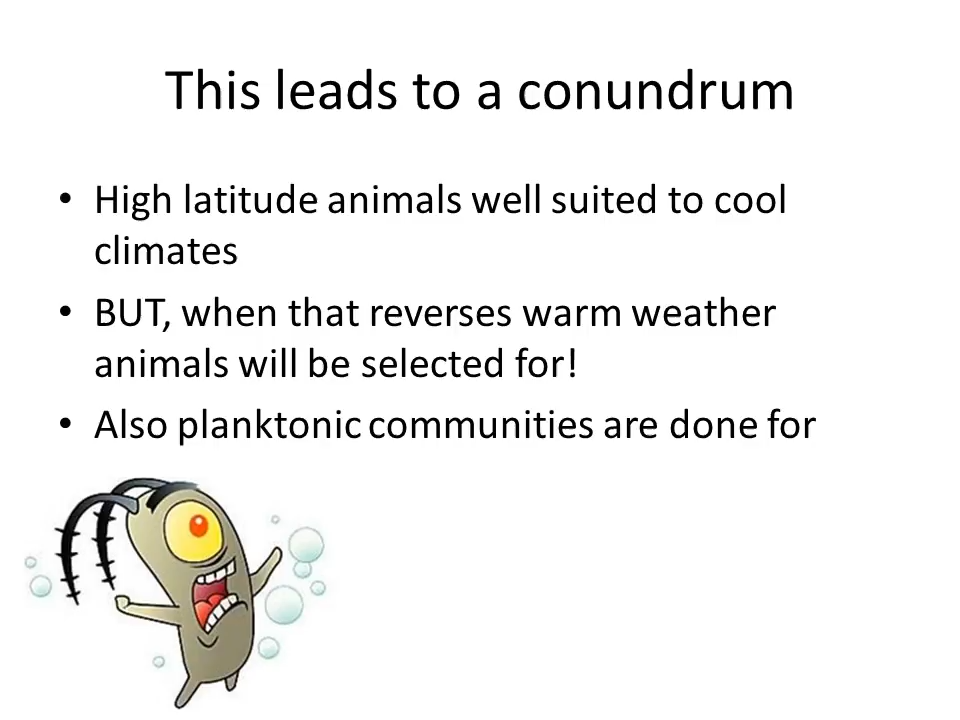 This leads to a conundrum
• High latitude animals well suited to cool
climates
• BUT, when that reverses warm weather
animals will be selected for!
• Also planktonic communities are done for